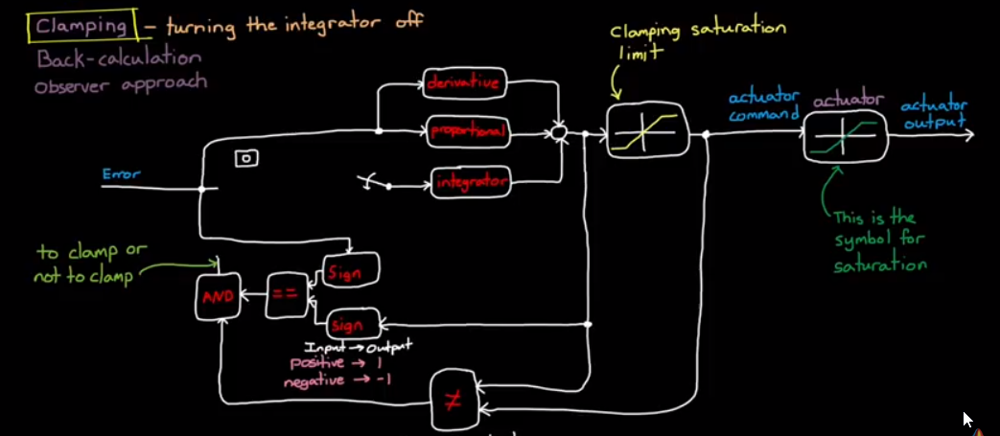 Clamping - turning the integrator off
Back-calculation
Observer approach
Clamping saturation
limit
derivative
proportional
integrator
actuator
command
actuator
actuator
output
Error
0
This is the
symbol for
saturation
to clamp or
not to clamp
AND
==
Sign
sign
Input → Output
positive → 1
negative → -1
≠